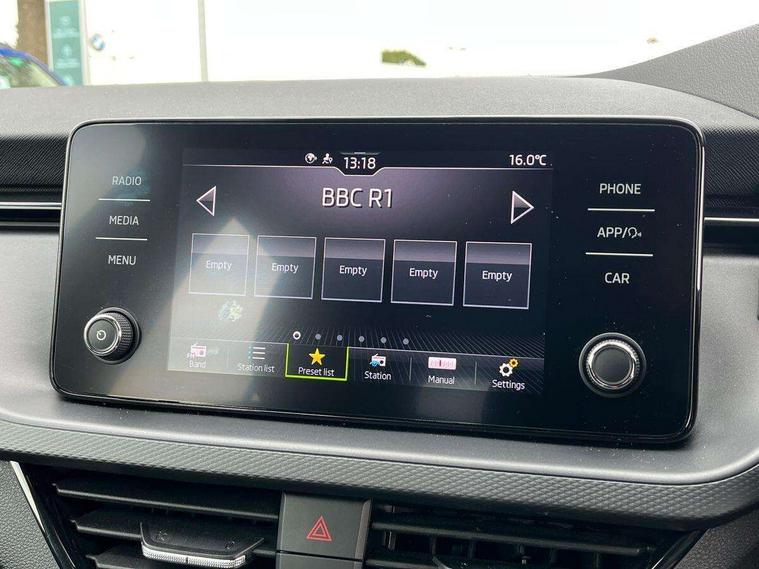 13:18
16.0°C
RADIO
MEDIA
MENU
BBC R1
PHONE
APP/
CAR
Empty
Empty
Empty
Empty
Empty
FM
Band
Station list
Preset list
Station
Manual
Settings